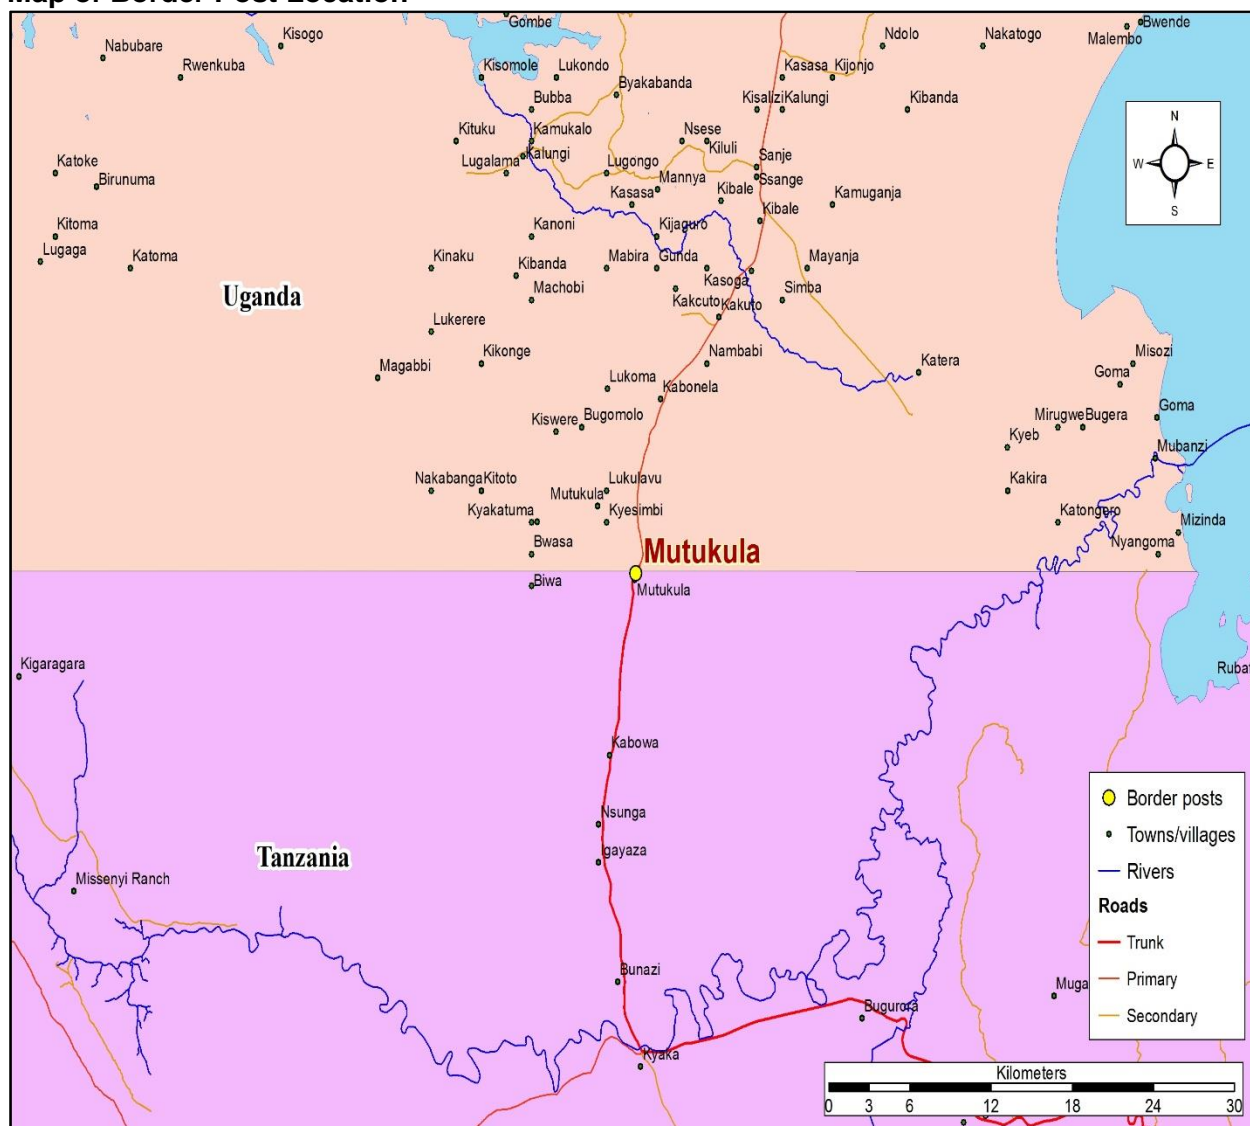 Map of Border Post Location
Gombe
Bwende
Malembo
Kisogo
Ndolo
Nakatogo
Nabubare
Rwenkuba
Kisomole
Lukondo
Byakabanda
Kasasa
Kijonjo
Bubba
Kisalizi
Kalungi
Kibanda
Kituku
Kamukalo
Nsese
Kiluli
Kalungi
Lugalama
Lugongo
Sanje
Ssange
Katoke
Birunuma
Mannya
Kasasa
Kibale
Kamuganja
Kibale
Kitoma
Kanoni
Kijaguro
Lugaga
Katoma
Kinaku
Kibanda
Mabira
Gunda
Kasoga
Mayanja
Machobi
Kakcuto
Simba
Uganda
Kakuto
Lukerere
Magabbi
Kikonge
Nambabi
Katera
Misozi
Goma
Lukoma
Kabonela
Kiswere
Bugomolo
Mirugwe
Bugera
Goma
Kyeb
Mubanzi
Nakabanga
Kitoto
Lukulavu
Kakira
Mutukula
Kyakatuma
Kyesimbi
Katongero
Mizinda
Bwasa
Nyangoma
Mutukula
Biwa
Mutukula
Kigaragara
Kabowa
Nsunga
Igayaza
Tanzania
Missenyi Ranch
Bunazi
Bugurora
Kyaka
N
W E
S
Border posts
Towns/villages
Rivers
Roads
Trunk
Primary
Secondary
Kilometers
0 3 6 12 18 24 30